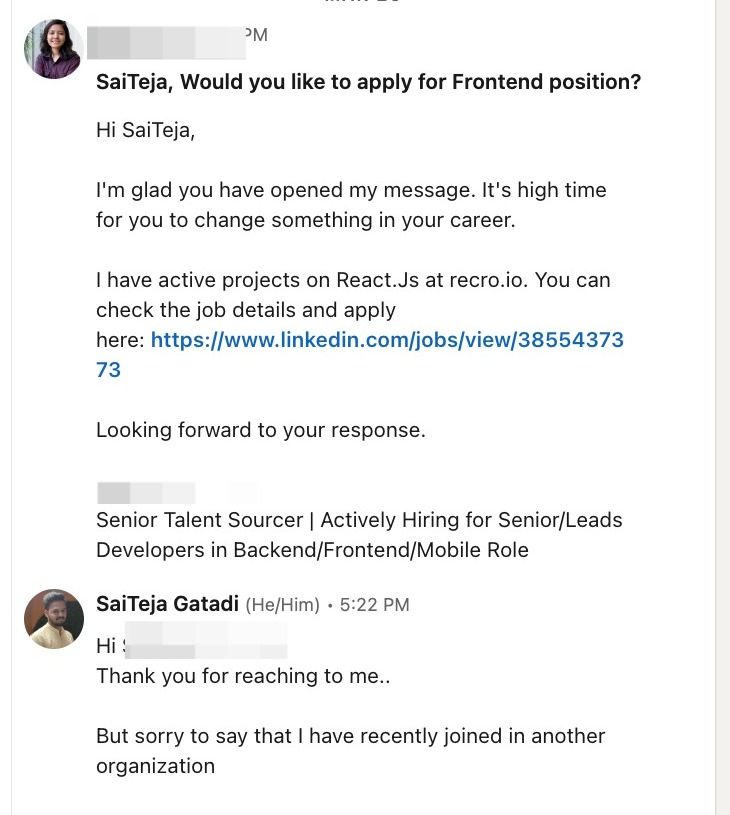 PM
SaiTeja, Would you like to apply for Frontend position?
Hi SaiTeja,
I'm glad you have opened my message. It's high time
for you to change something in your career.
I have active projects on React.Js at recro.io. You can
check the job details and apply
here: https://www.linkedin.com/jobs/view/38554373
73
Looking forward to your response.
Senior Talent Sourcer | Actively Hiring for Senior/Leads
Developers in Backend/Frontend/Mobile Role
SaiTeja Gatadi (He/Him) • 5:22 PM
Hi
Thank you for reaching to me..
But sorry to say that I have recently joined in another
organization